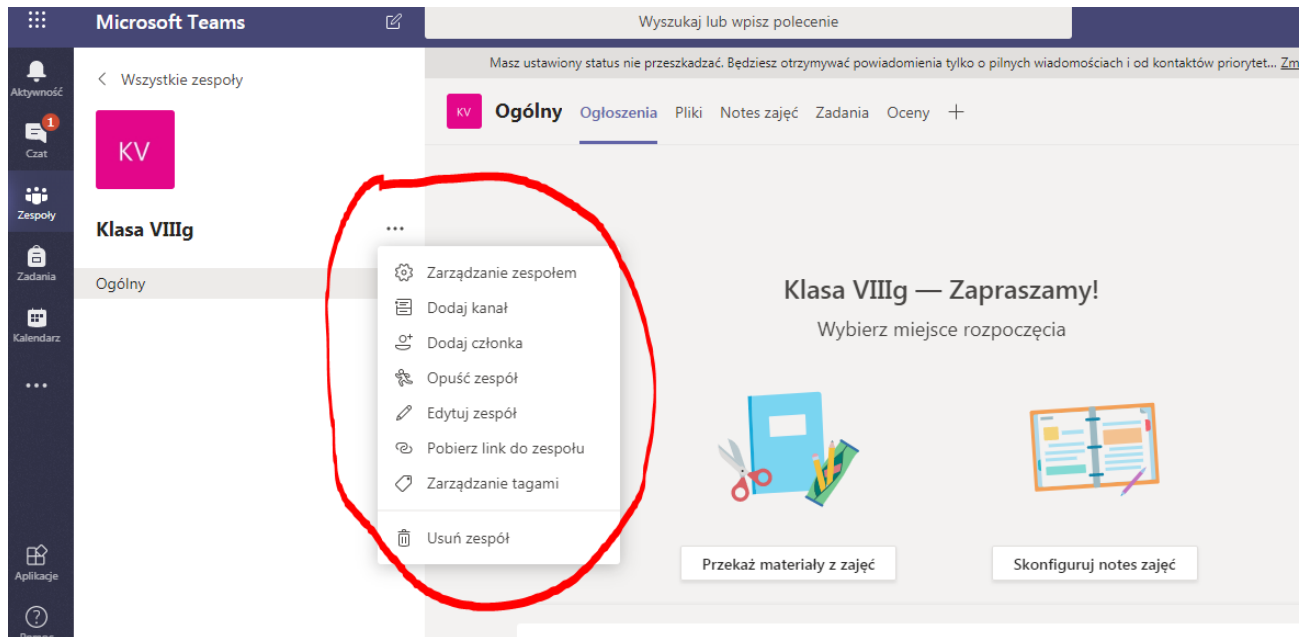 Microsoft Teams
Wyszukaj lub wpisz polecenie
Masz ustawiony status nie przeszkadzać. Będziesz otrzymywać powiadomienia tylko o pilnych wiadomościach i od kontaktów priorytet... Zm
Aktywność
1
Czat
Zespoły
Zadania
Kalendarz
Aplikacje
Pomoc
Wszystkie zespoły
KV
Klasa VIIIg
Ogólny
Zarządzanie zespołem
Dodaj kanał
Dodaj członka
Opuść zespół
Edytuj zespół
Pobierz link do zespołu
Zarządzanie tagami
Usuń zespół
KV Ogólny Ogłoszenia Pliki Notes zajęć Zadania Oceny +
Klasa VIIIg — Zapraszamy!
Wybierz miejsce rozpoczęcia
Przekaż materiały z zajęć
Skonfiguruj notes zajęć